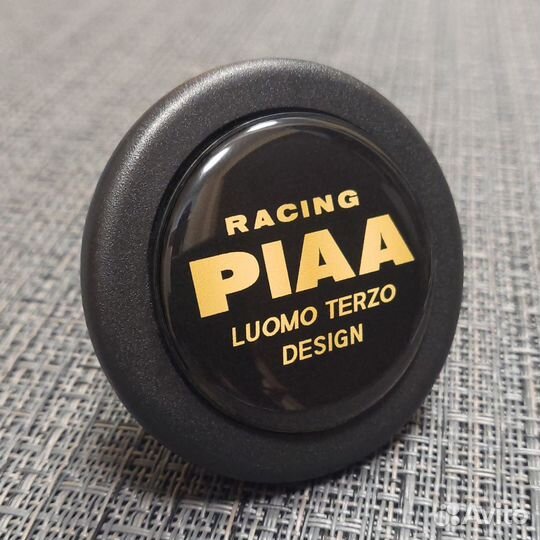 RACING
PIAA
LUOMO TERZO
DESIGN
Avito